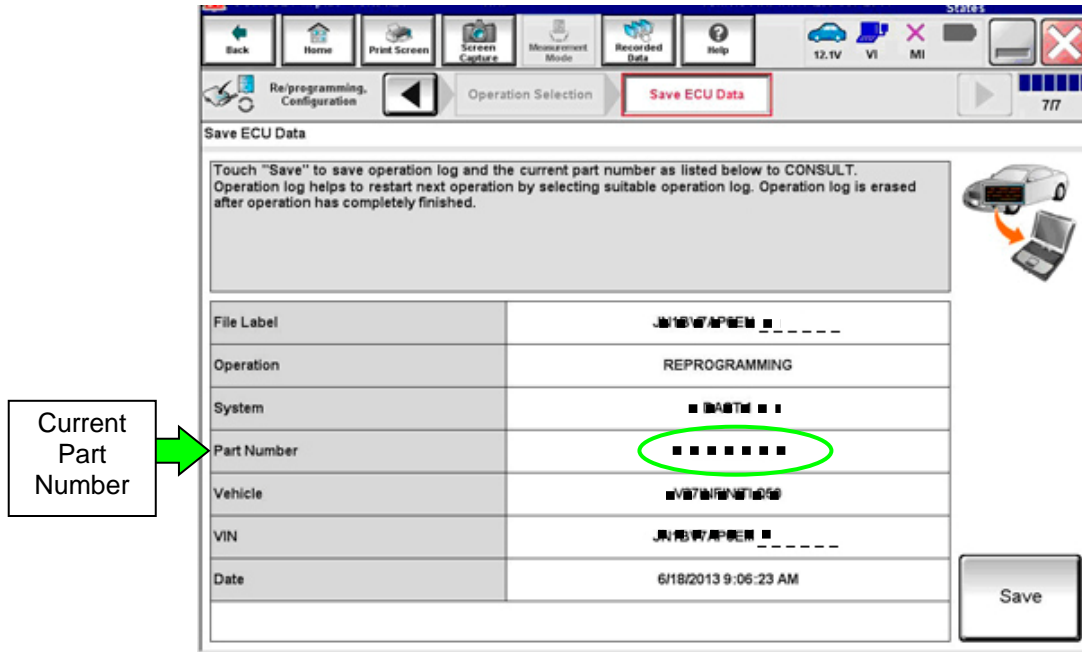 States
Back
Home
Print Screen
Screen
Capture
Measurement
Mode
Recorded
Data
Help
12.1V
VI
MI
Re/programming,
Configuration
Operation Selection
Save ECU Data
7/7
Save ECU Data
Touch "Save" to save operation log and the current part number as listed below to CONSULT.
Operation log helps to restart next operation by selecting suitable operation log. Operation log is erased
after operation has completely finished.
File Label
Operation
REPROGRAMMING
System
Current
Part
Number
Part Number
Vehicle
VIN
Date
6/18/2013 9:06:23 AM
Save